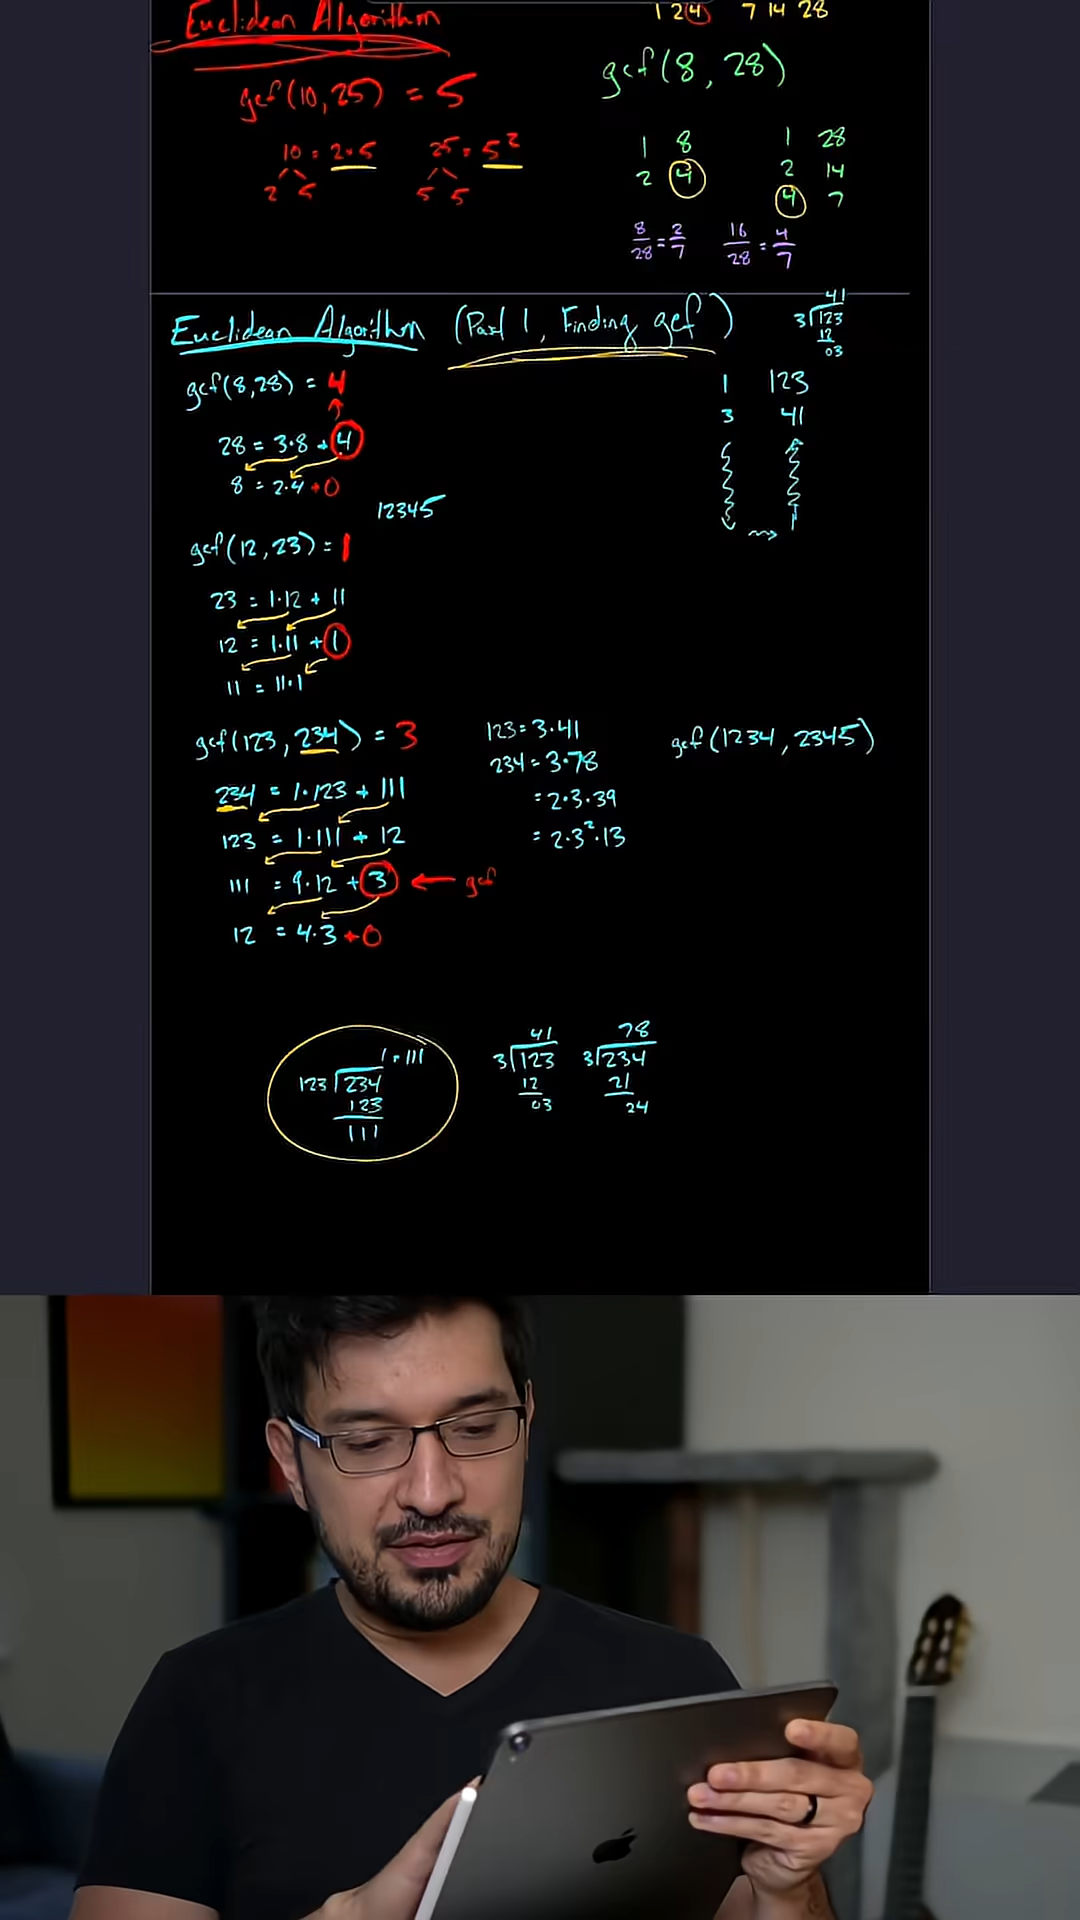 Euclidean Algorithm
1 2 4 7 14 28
gcf(10,25) = 5
10 = 2·5
2 5
25 = 5²
5 5
gcf(8, 28)
1 8
2 4
1 28
2 14
4 7
8/28 = 2/7
16/28 = 4/7
Euclidean Algorithm (Part 1, Finding gcf)
41
3 123
12
03
1 123
3 41
gcf(8,28) = 4
28 = 3·8 + 4
8 = 2·4 + 0
12345
gcf(12,23) = 1
23 = 1·12 + 11
12 = 1·11 + 1
11 = 11·1
gcf(123, 234) = 3
234 = 1·123 + 111
123 = 1·111 + 12
111 = 9·12 + 3 ← gcf
12 = 4·3 + 0
123 = 3·41
234 = 3·78
= 2·3·39
= 2·3²·13
gcf(1234, 2345)
1 r 111
123 234
123
111
41
3 123
12
03
78
3 234
21
24